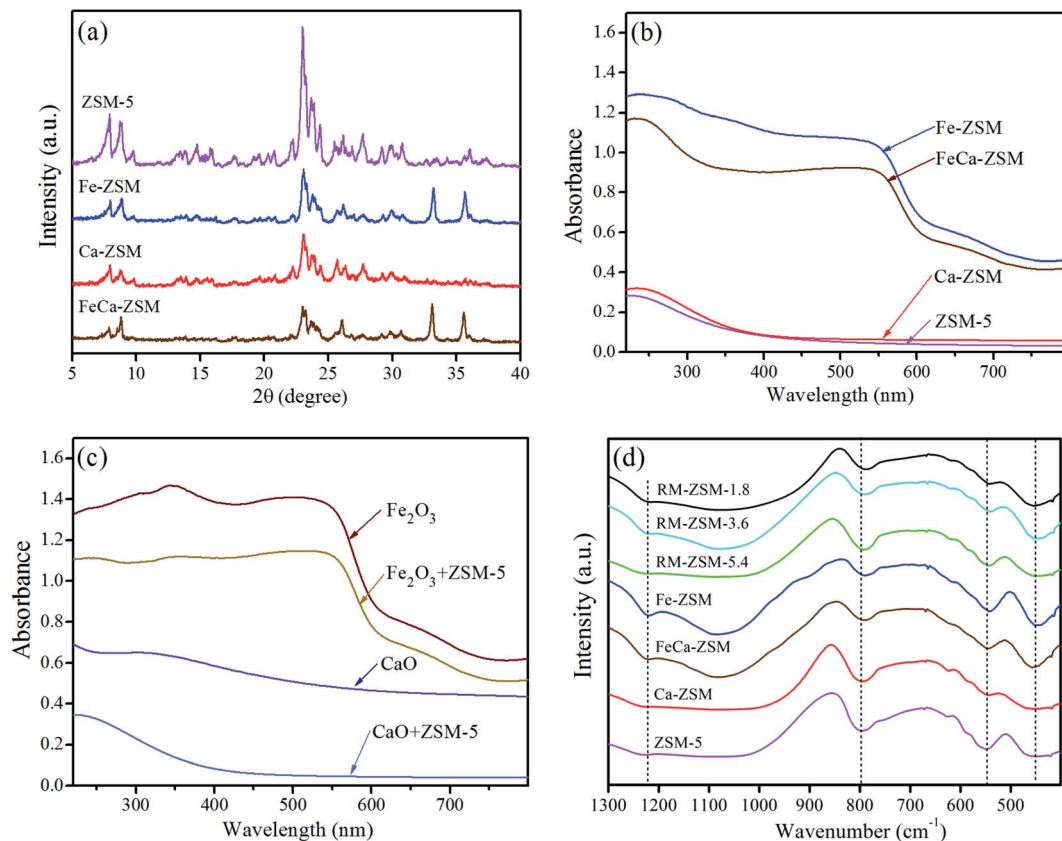 (a)
ZSM-5
Fe-ZSM
Ca-ZSM
FeCa-ZSM
Intensity (a.u.)
5 10 15 20 25 30 35 40
2θ (degree)
(b)
1.6
1.4
1.2
1.0
0.8
0.6
0.4
0.2
0.0
Absorbance
Fe-ZSM
FeCa-ZSM
Ca-ZSM
ZSM-5
300 400 500 600 700
Wavelength (nm)
(c)
1.6
1.4
1.2
1.0
0.8
0.6
0.4
0.2
0.0
Absorbance
Fe₂O₃
Fe₂O₃+ZSM-5
CaO
CaO+ZSM-5
300 400 500 600 700
Wavelength (nm)
(d)
RM-ZSM-1.8
RM-ZSM-3.6
RM-ZSM-5.4
Fe-ZSM
FeCa-ZSM
Ca-ZSM
ZSM-5
Intensity (a.u.)
1300 1200 1100 1000 900 800 700 600 500
Wavenumber (cm⁻¹)